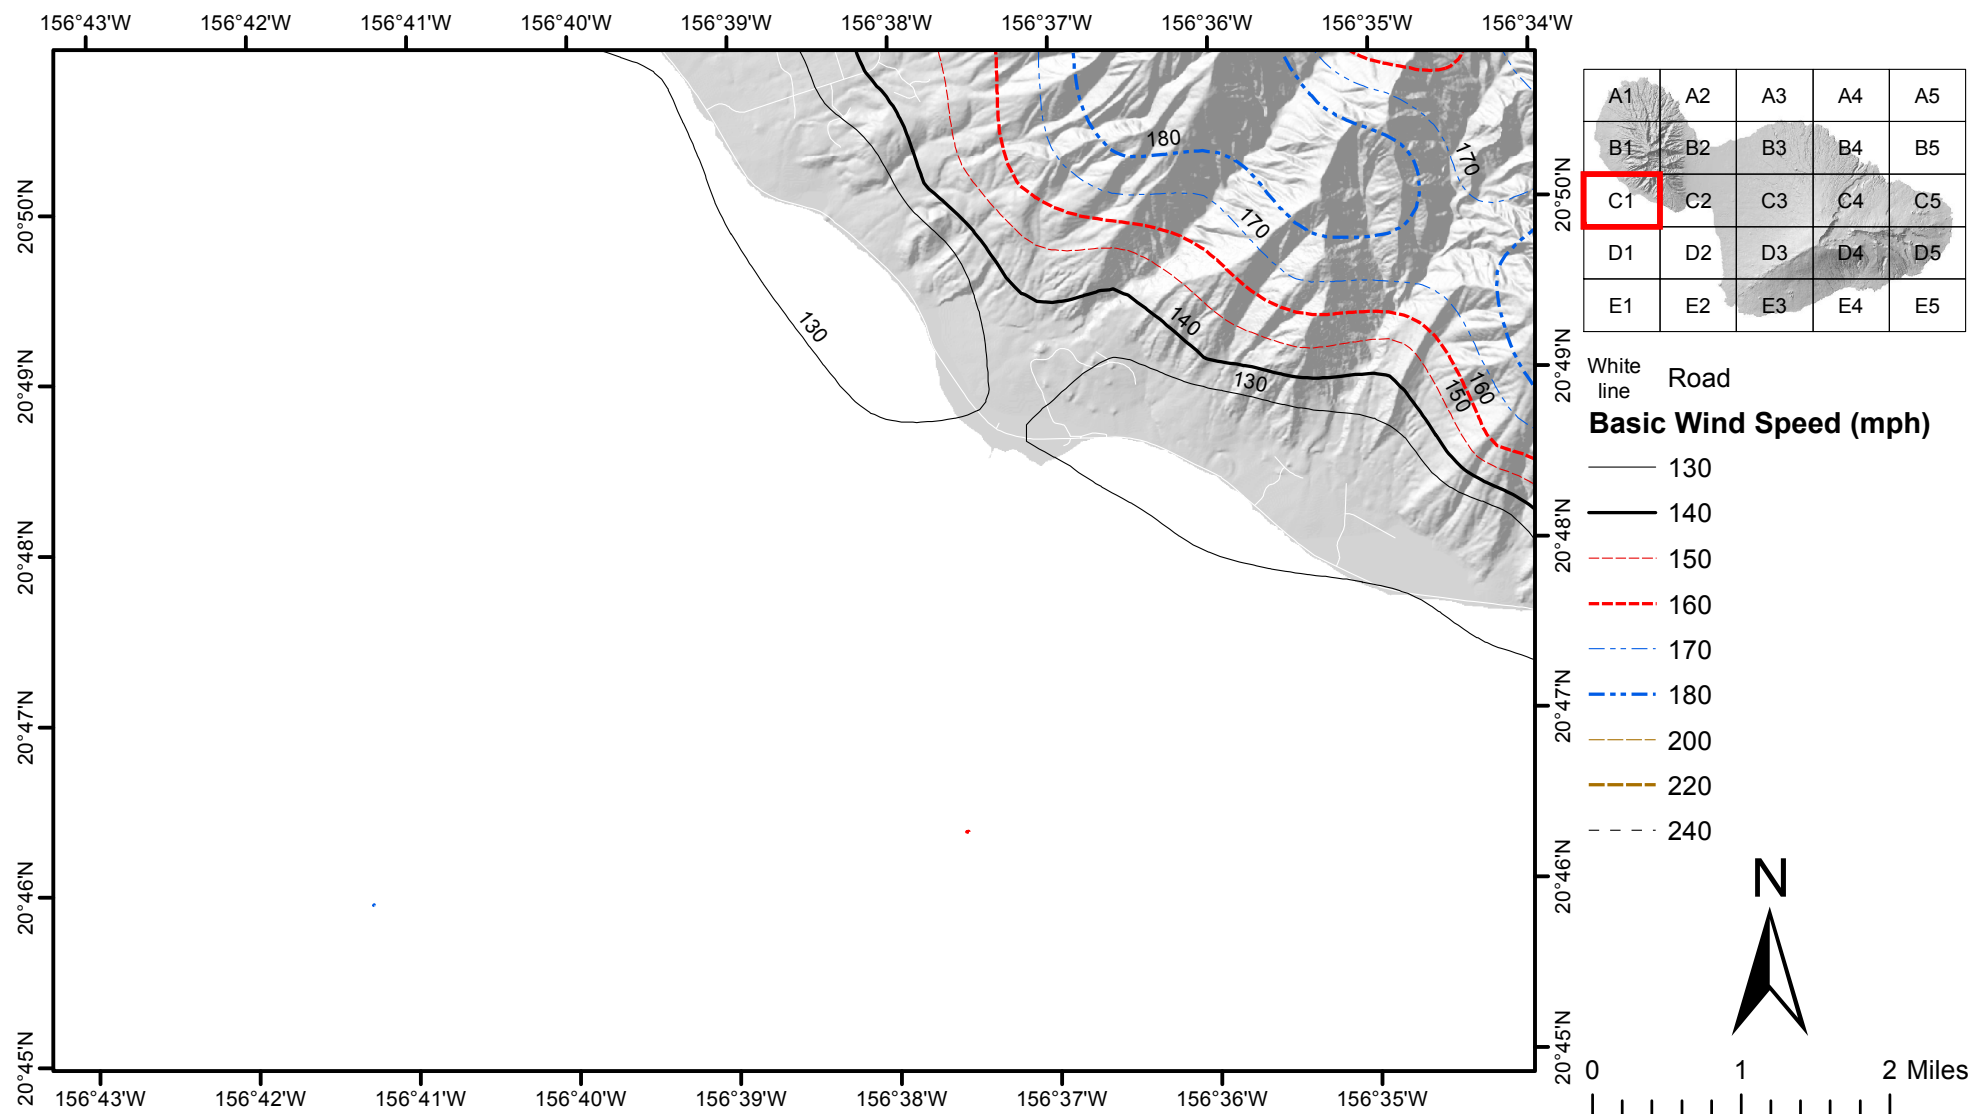 156°43'W 156°42'W 156°41'W 156°40'W 156°39'W 156°38'W 156°37'W 156°36'W 156°35'W 156°34'W
20°50'N
20°49'N
20°48'N
20°47'N
20°46'N
20°45'N
180
170
170
130
140
130
160
150
20°50'N
20°49'N
20°48'N
20°47'N
20°46'N
20°45'N
156°43'W 156°42'W 156°41'W 156°40'W 156°39'W 156°38'W 156°37'W 156°36'W 156°35'W
A1 A2 A3 A4 A5
B1 B2 B3 B4 B5
C1 C2 C3 C4 C5
D1 D2 D3 D4 D5
E1 E2 E3 E4 E5
White
line
Road
Basic Wind Speed (mph)
130
140
150
160
170
180
200
220
240
N
0 1 2 Miles